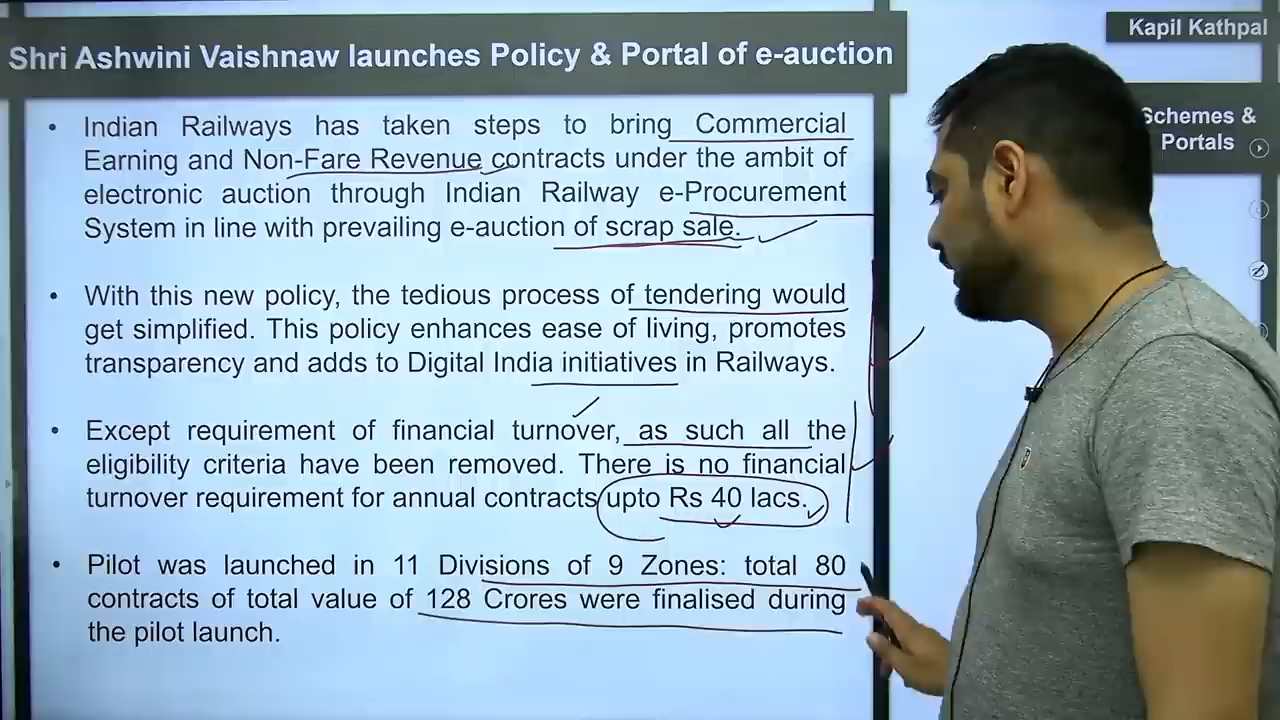 Shri Ashwini Vaishnaw launches Policy & Portal of e-auction
Kapil Kathpal
Schemes &
Portals
• Indian Railways has taken steps to bring Commercial
Earning and Non-Fare Revenue contracts under the ambit of
electronic auction through Indian Railway e-Procurement
System in line with prevailing e-auction of scrap sale.
• With this new policy, the tedious process of tendering would
get simplified. This policy enhances ease of living, promotes
transparency and adds to Digital India initiatives in Railways.
• Except requirement of financial turnover, as such all the
eligibility criteria have been removed. There is no financial
turnover requirement for annual contracts upto Rs 40 lacs.
• Pilot was launched in 11 Divisions of 9 Zones: total 80
contracts of total value of 128 Crores were finalised during
the pilot launch.